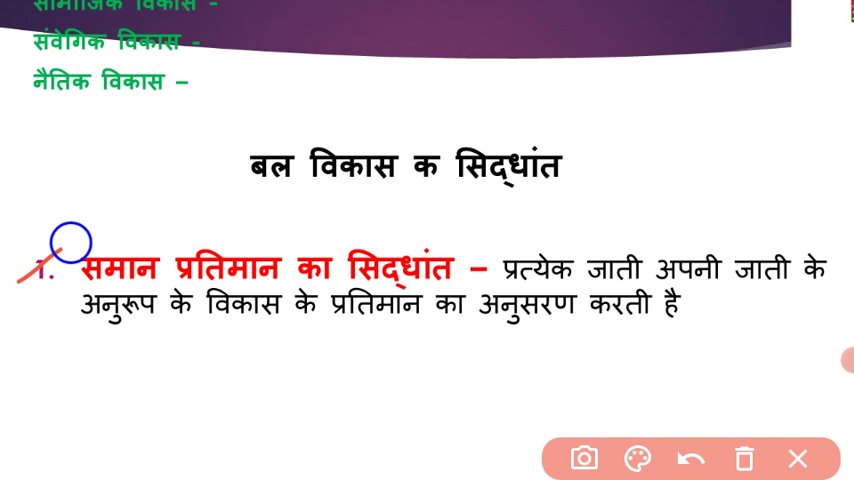 सामाजिक विकास -
संवेगिक विकास -
नैतिक विकास –
बल विकास क सिद्धांत
1. समान प्रतिमान का सिद्धांत – प्रत्येक जाती अपनी जाती के
अनुरूप के विकास के प्रतिमान का अनुसरण करती है